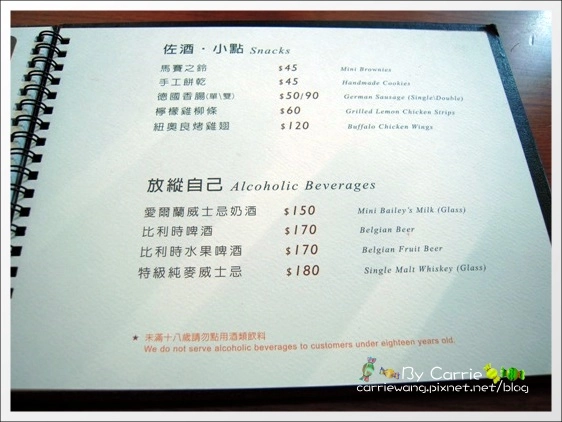 佐酒・小點 Snacks
馬賽之鈴 $45 Mini Brownies
手工餅乾 $45 Handmade Cookies
德國香腸(單\雙) $50/90 German Sausage (Single\Double)
檸檬雞柳條 $60 Grilled Lemon Chicken Strips
紐奧良烤雞翅 $120 Buffalo Chicken Wings
放縱自己 Alcoholic Beverages
愛爾蘭威士忌奶酒 $150 Mini Bailey's Milk (Glass)
比利時啤酒 $170 Belgian Beer
比利時水果啤酒 $170 Belgian Fruit Beer
特級純麥威士忌 $180 Single Malt Whiskey (Glass)
★ 未滿十八歲請勿點用酒類飲料
We do not serve alcoholic beverages to customers under eighteen years old.
By Carrie
carriewang.pixnet.net/blog